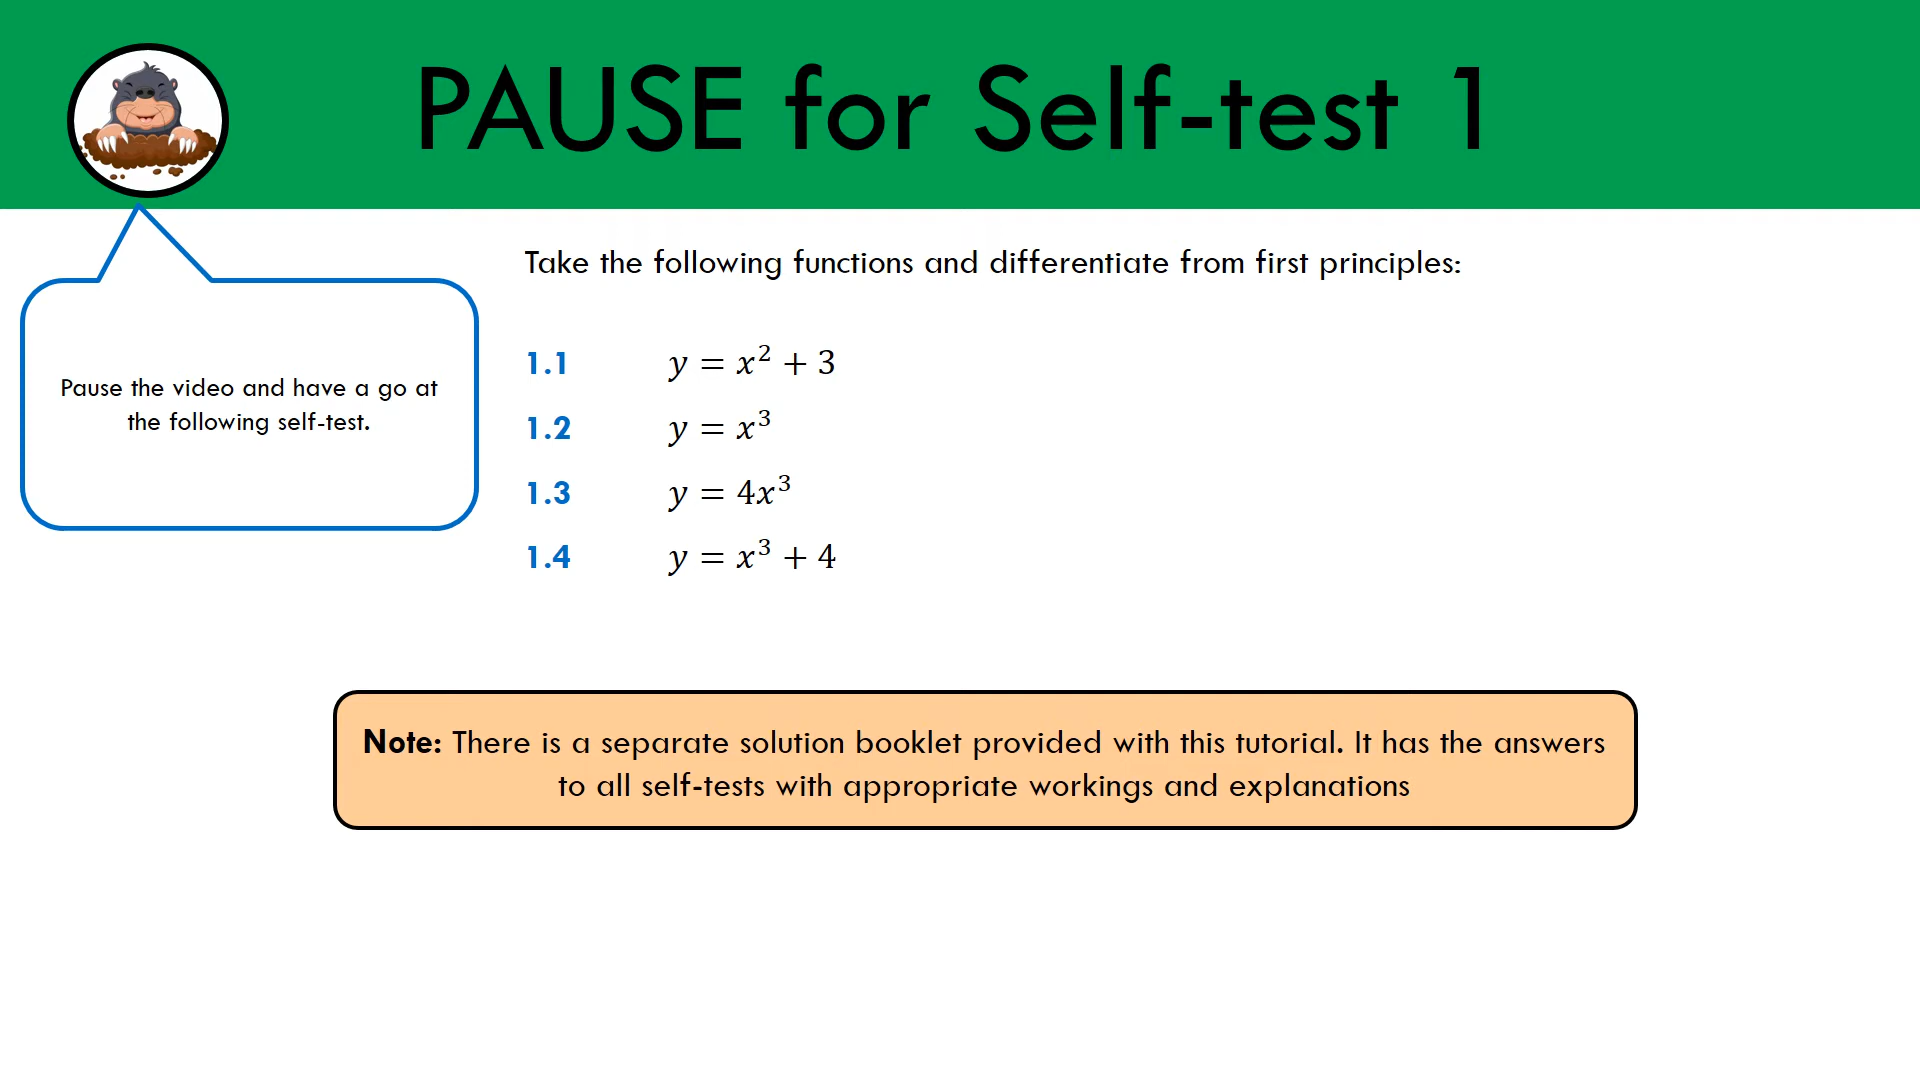 PAUSE for Self-test 1
Pause the video and have a go at
the following self-test.
Take the following functions and differentiate from first principles:
1.1 y = x² + 3
1.2 y = x³
1.3 y = 4x³
1.4 y = x³ + 4
Note: There is a separate solution booklet provided with this tutorial. It has the answers
to all self-tests with appropriate workings and explanations